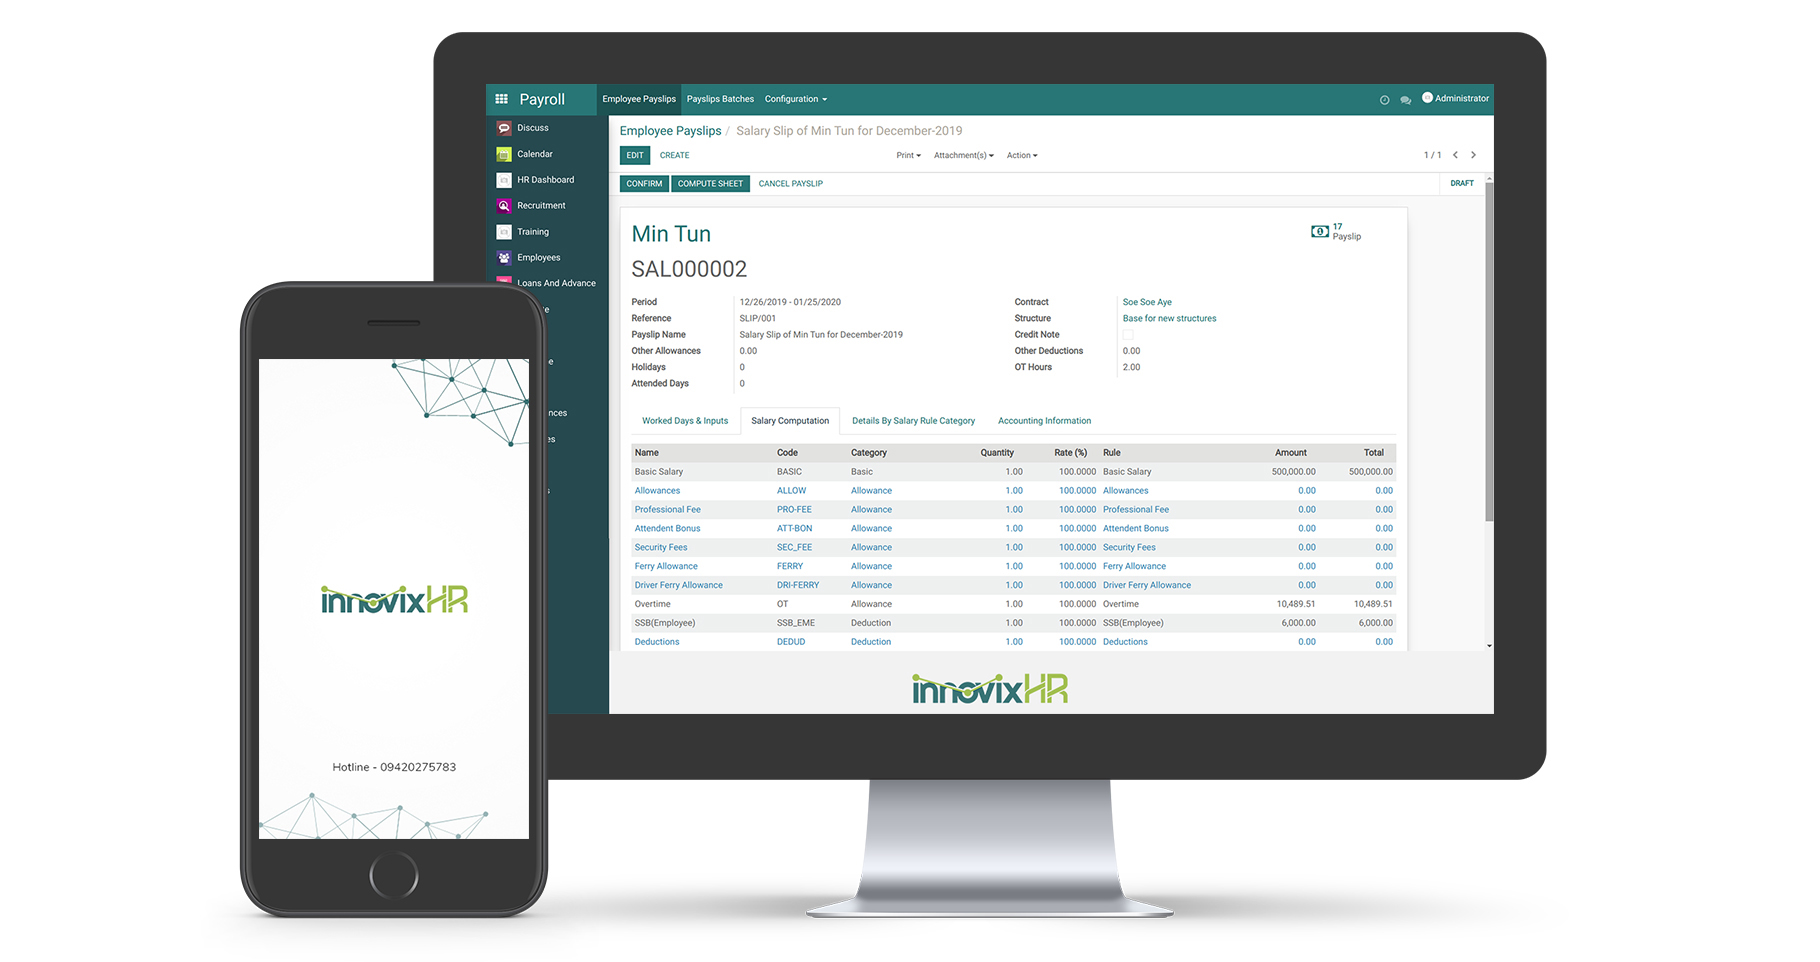 Payroll Employee Payslips Payslips Batches Configuration Administrator
Discuss
Calendar
HR Dashboard
Recruitment
Training
Employees
Loans And Advance
Employee Payslips / Salary Slip of Min Tun for December-2019
EDIT CREATE Print Attachment(s) Action 1 / 1
CONFIRM COMPUTE SHEET CANCEL PAYSLIP DRAFT
Min Tun
17
Payslip
SAL000002
Period 12/26/2019 - 01/25/2020 Contract Soe Soe Aye
Reference SLIP/001 Structure Base for new structures
Payslip Name Salary Slip of Min Tun for December-2019 Credit Note
Other Allowances 0.00 Other Deductions 0.00
Holidays 0 OT Hours 2.00
Attended Days 0
Worked Days & Inputs Salary Computation Details By Salary Rule Category Accounting Information
Name Code Category Quantity Rate (%) Rule Amount Total
Basic Salary BASIC Basic 1.00 100.0000 Basic Salary 500,000.00 500,000.00
Allowances ALLOW Allowance 1.00 100.0000 Allowances 0.00 0.00
Professional Fee PRO-FEE Allowance 1.00 100.0000 Professional Fee 0.00 0.00
Attendent Bonus ATT-BON Allowance 1.00 100.0000 Attendent Bonus 0.00 0.00
Security Fees SEC_FEE Allowance 1.00 100.0000 Security Fees 0.00 0.00
Ferry Allowance FERRY Allowance 1.00 100.0000 Ferry Allowance 0.00 0.00
Driver Ferry Allowance DRI-FERRY Allowance 1.00 100.0000 Driver Ferry Allowance 0.00 0.00
Overtime OT Allowance 1.00 100.0000 Overtime 10,489.51 10,489.51
SSB(Employee) SSB_EME Deduction 1.00 100.0000 SSB(Employee) 6,000.00 6,000.00
Deductions DEDUD Deduction 1.00 100.0000 Deductions 0.00 0.00
innovixHR
innovixHR
Hotline - 09420275783